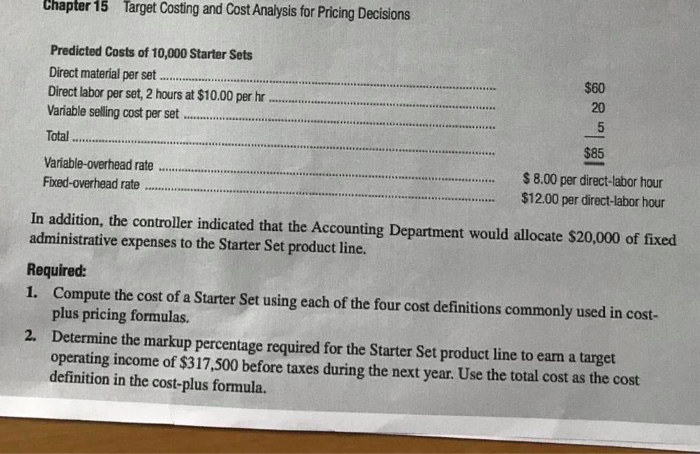 Chapter 15 Target Costing and Cost Analysis for Pricing Decisions
Predicted Costs of 10,000 Starter Sets
Direct material per set ........ $60
Direct labor per set, 2 hours at $10.00 per hr ........ 20
Variable selling cost per set ........ 5
Total ........ $85
Variable-overhead rate ........ $ 8.00 per direct-labor hour
Fixed-overhead rate ........ $12.00 per direct-labor hour
In addition, the controller indicated that the Accounting Department would allocate $20,000 of fixed
administrative expenses to the Starter Set product line.
Required:
1. Compute the cost of a Starter Set using each of the four cost definitions commonly used in cost-
plus pricing formulas.
2. Determine the markup percentage required for the Starter Set product line to earn a target
operating income of $317,500 before taxes during the next year. Use the total cost as the cost
definition in the cost-plus formula.